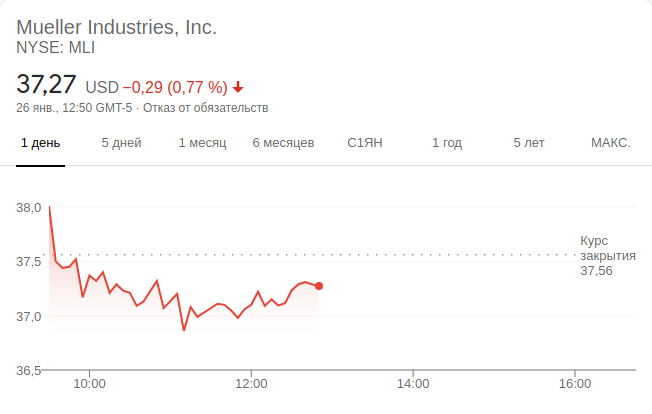 Mueller Industries, Inc.
NYSE: MLI
37,27 USD −0,29 (0,77 %)
26 янв., 12:50 GMT-5 · Отказ от обязательств
1 день 5 дней 1 месяц 6 месяцев С1ЯН 1 год 5 лет МАКС.
38,0
37,5
37,0
36,5
Курс
закрытия
37.56
10:00 12:00 14:00 16:00